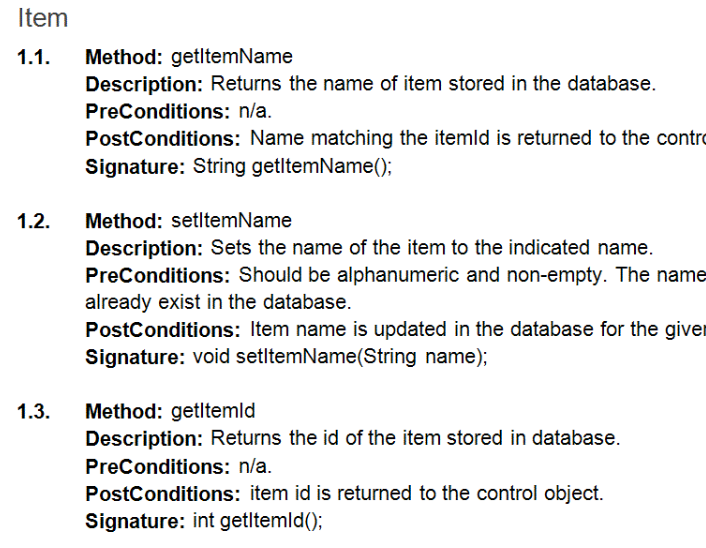 Item
1.1. Method: getItemName
Description: Returns the name of item stored in the database.
PreConditions: n/a.
PostConditions: Name matching the itemId is returned to the
Signature: String getItemName();
1.2. Method: setItemName
Description: Sets the name of the item to the indicated name.
PreConditions: Should be alphanumeric and non-empty. The name
already exist in the database.
PostConditions: Item name is updated in the database for the
Signature: void setItemName(String name);
1.3. Method: getItemId
Description: Returns the id of the item stored in database.
PreConditions: n/a.
PostConditions: item id is returned to the control object.
Signature: int getItemId();